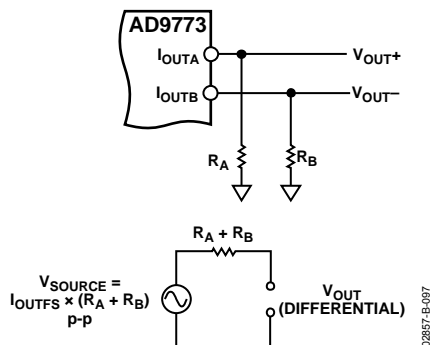 AD9773
IOUTA
VOUT+
IOUTB
VOUT–
RA
RB
RA + RB
VSOURCE =
IOUTFS × (RA + RB)
p-p
VOUT
(DIFFERENTIAL)
02857-B-097